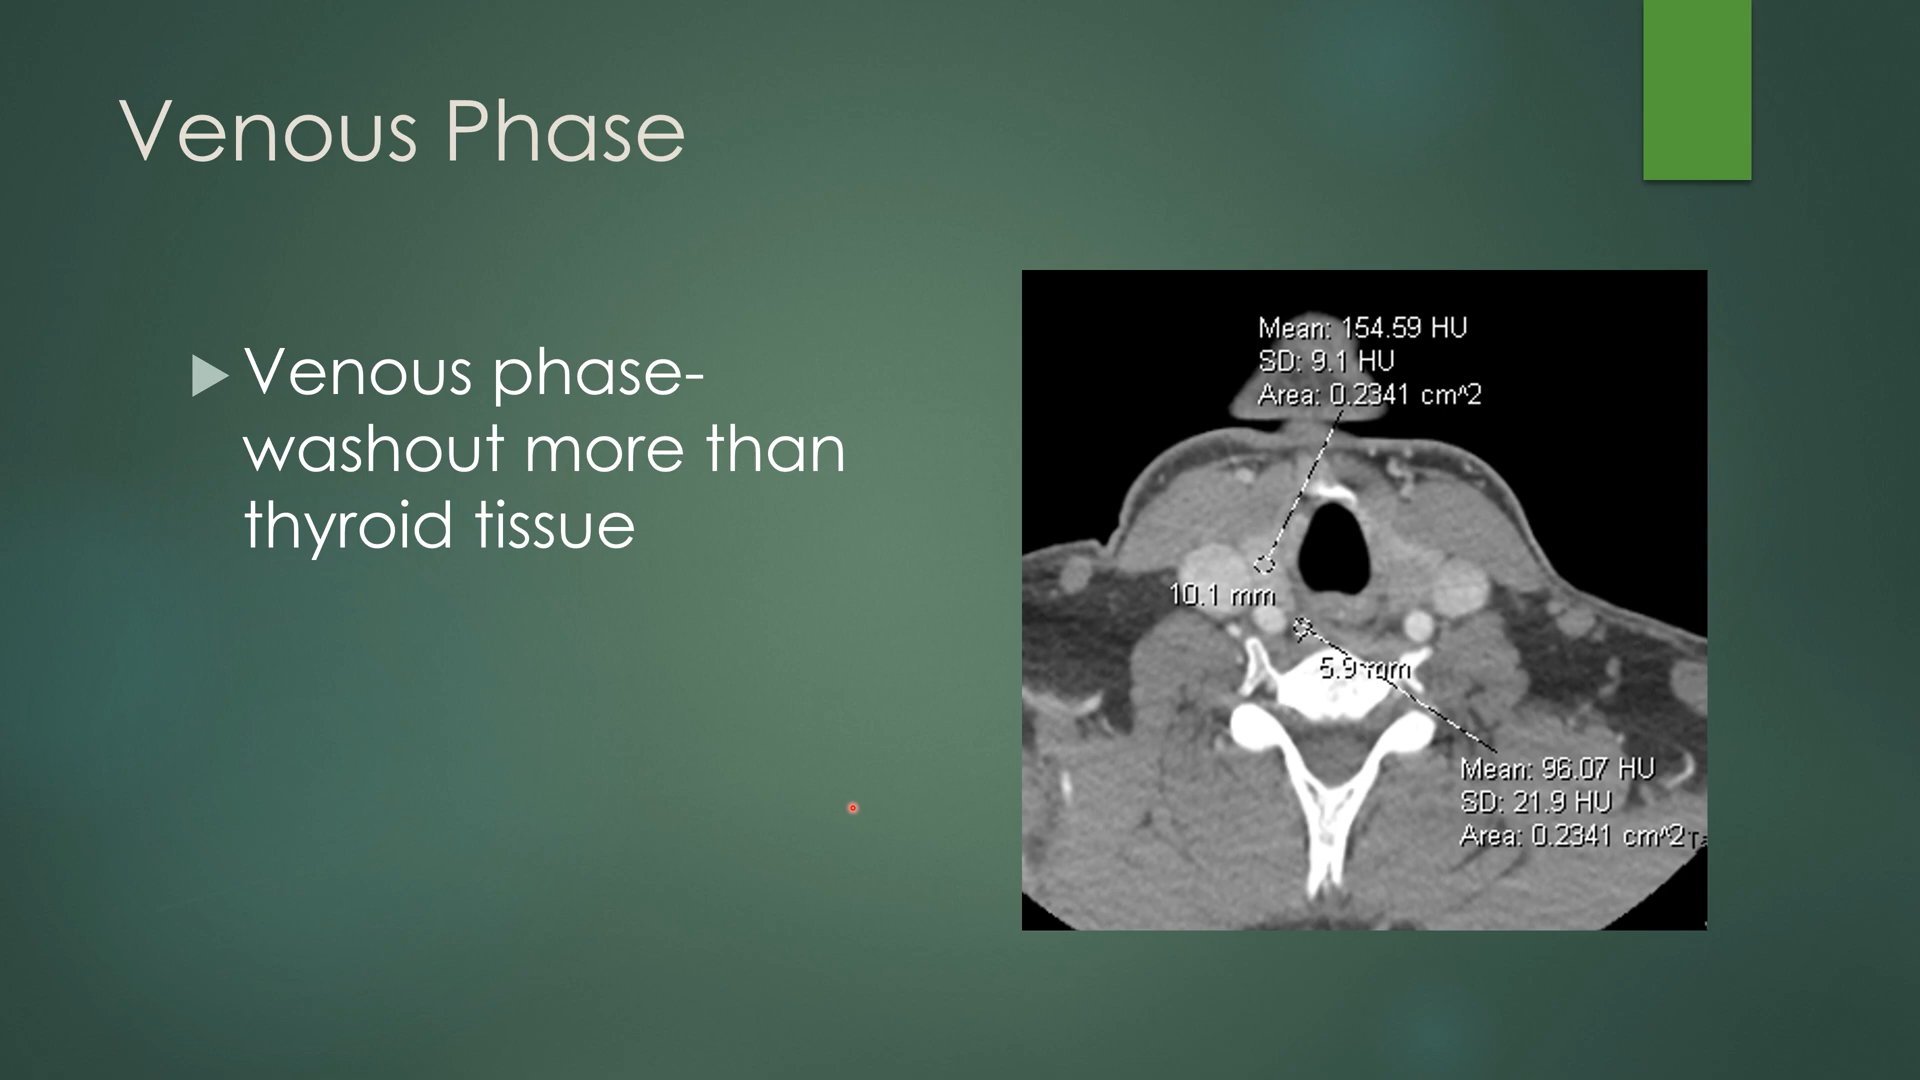 Venous Phase
Venous phase-
washout more than
thyroid tissue
Mean: 154.59 HU
SD: 9.1 HU
Area: 0.2341 cm^2
10.1 mm
5.9 mm
Mean: 96.07 HU
SD: 21.9 HU
Area: 0.2341 cm^2